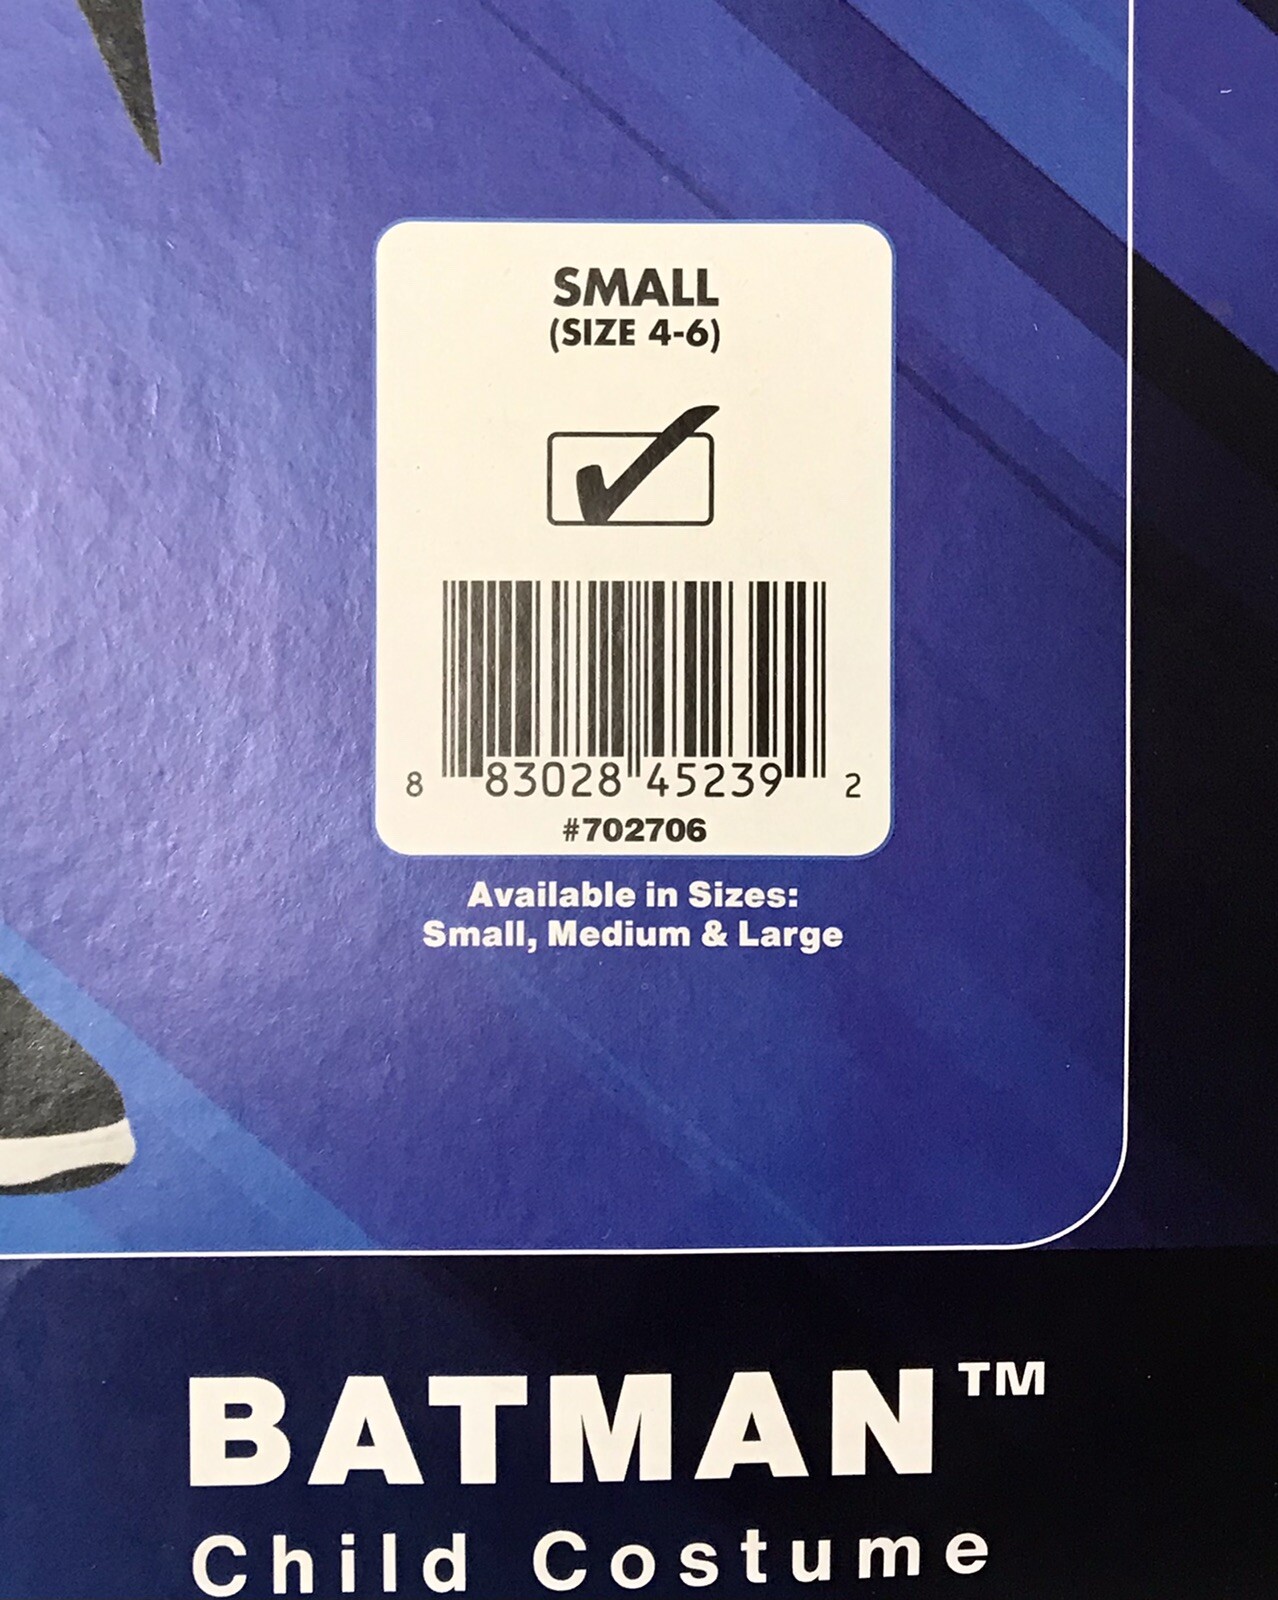 SMALL
(SIZE 4-6)
8 83028 45239 2
#702706
Available in Sizes:
Small, Medium & Large
BATMAN™
Child Costume